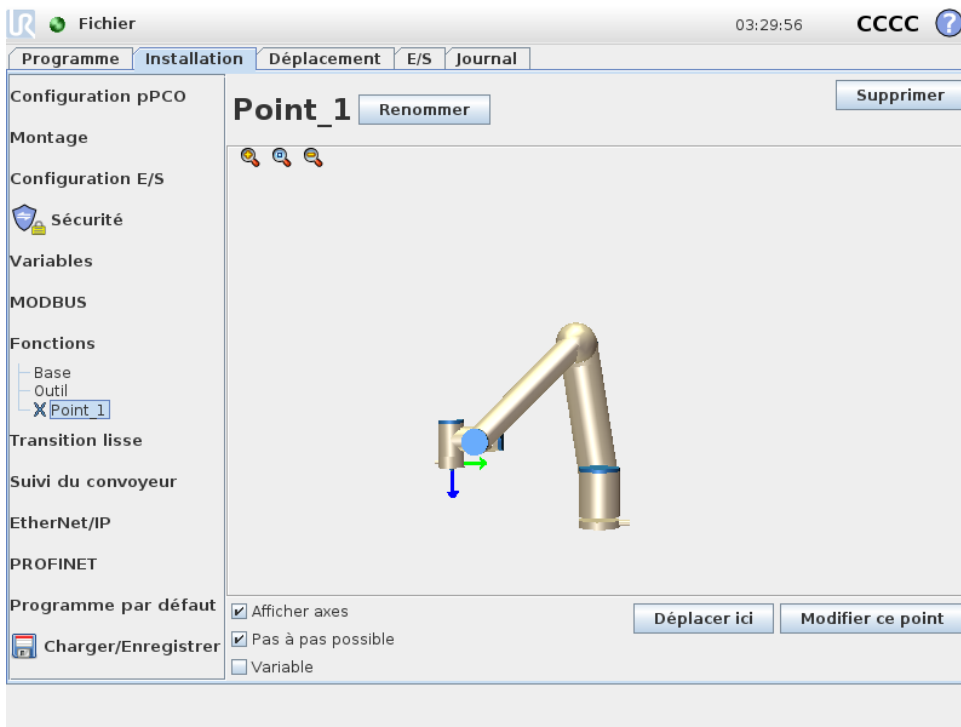 UR Fichier 03:29:56 CCCC ?
Programme Installation Déplacement E/S Journal
Configuration pPCO
Montage
Configuration E/S
Sécurité
Variables
MODBUS
Fonctions
Base
Outil
Point_1
Transition lisse
Suivi du convoyeur
EtherNet/IP
PROFINET
Programme par défaut
Charger/Enregistrer
Point_1 Renommer Supprimer
Afficher axes
Pas à pas possible
Variable
Déplacer ici Modifier ce point